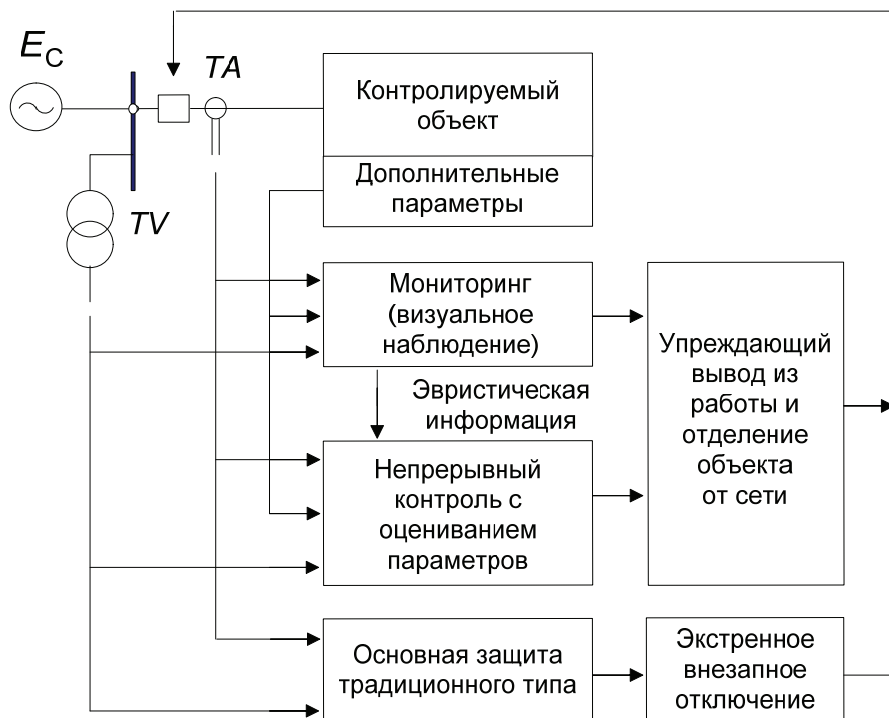 E С
TA
Контролируемый
объект
Дополнительные
параметры
TV
Мониторинг
(визуальное
наблюдение)
Эвристическая
информация
Непрерывный
контроль с
оцениванием
параметров
Упреждающий
вывод из
работы и
отделение
объекта
от сети
Основная защита
традиционного типа
Экстренное
внезапное
отключение